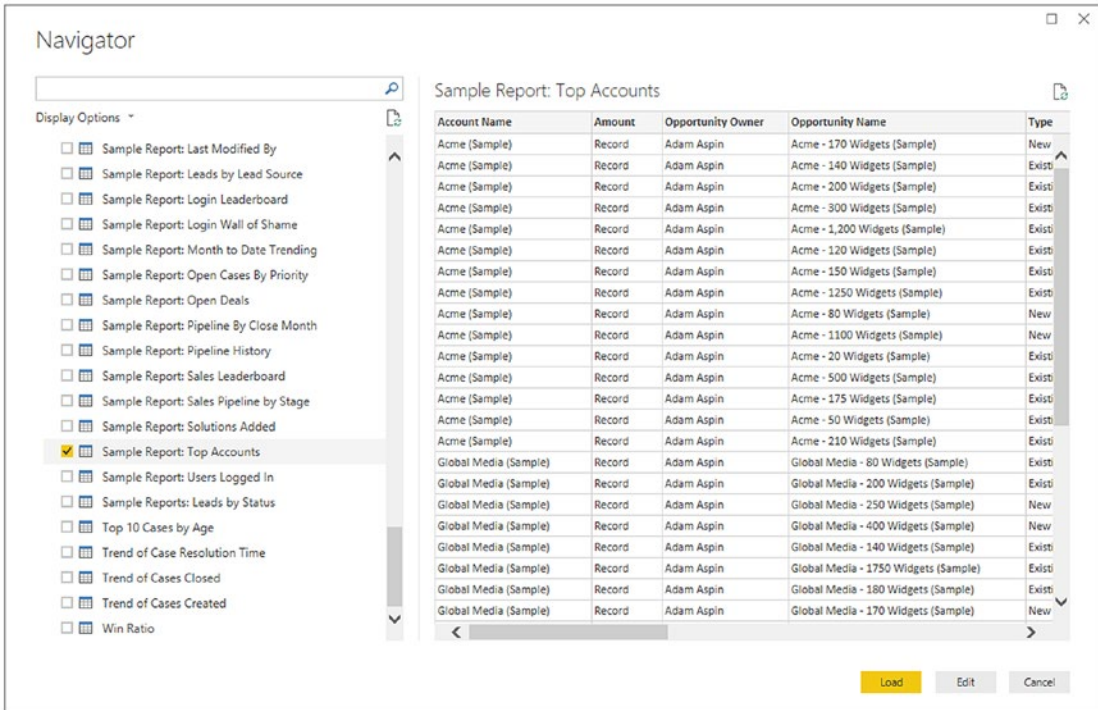 Navigator
Display Options
Sample Report: Last Modified By
Sample Report: Leads by Lead Source
Sample Report: Login Leaderboard
Sample Report: Login Wall of Shame
Sample Report: Month to Date Trending
Sample Report: Open Cases By Priority
Sample Report: Open Deals
Sample Report: Pipeline By Close Month
Sample Report: Pipeline History
Sample Report: Sales Leaderboard
Sample Report: Sales Pipeline by Stage
Sample Report: Solutions Added
Sample Report: Top Accounts
Sample Report: Users Logged In
Sample Reports: Leads by Status
Top 10 Cases by Age
Trend of Case Resolution Time
Trend of Cases Closed
Trend of Cases Created
Win Ratio
Sample Report: Top Accounts
Account Name Amount Opportunity Owner Opportunity Name Type
Acme (Sample) Record Adam Aspin Acme - 170 Widgets (Sample) New
Acme (Sample) Record Adam Aspin Acme - 140 Widgets (Sample) Existi
Acme (Sample) Record Adam Aspin Acme - 200 Widgets (Sample) Existi
Acme (Sample) Record Adam Aspin Acme - 300 Widgets (Sample) Existi
Acme (Sample) Record Adam Aspin Acme - 1,200 Widgets (Sample) Existi
Acme (Sample) Record Adam Aspin Acme - 120 Widgets (Sample) Existi
Acme (Sample) Record Adam Aspin Acme - 150 Widgets (Sample) Existi
Acme (Sample) Record Adam Aspin Acme - 1250 Widgets (Sample) Existi
Acme (Sample) Record Adam Aspin Acme - 80 Widgets (Sample) New
Acme (Sample) Record Adam Aspin Acme - 1100 Widgets (Sample) New
Acme (Sample) Record Adam Aspin Acme - 20 Widgets (Sample) Existi
Acme (Sample) Record Adam Aspin Acme - 500 Widgets (Sample) Existi
Acme (Sample) Record Adam Aspin Acme - 175 Widgets (Sample) Existi
Acme (Sample) Record Adam Aspin Acme - 50 Widgets (Sample) Existi
Acme (Sample) Record Adam Aspin Acme - 210 Widgets (Sample) Existi
Global Media (Sample) Record Adam Aspin Global Media - 80 Widgets (Sample) Existi
Global Media (Sample) Record Adam Aspin Global Media - 200 Widgets (Sample) Existi
Global Media (Sample) Record Adam Aspin Global Media - 250 Widgets (Sample) New
Global Media (Sample) Record Adam Aspin Global Media - 400 Widgets (Sample) New
Global Media (Sample) Record Adam Aspin Global Media - 140 Widgets (Sample) Existi
Global Media (Sample) Record Adam Aspin Global Media - 1750 Widgets (Sample) Existi
Global Media (Sample) Record Adam Aspin Global Media - 180 Widgets (Sample) Existi
Global Media (Sample) Record Adam Aspin Global Media - 170 Widgets (Sample) New
Load Edit Cancel